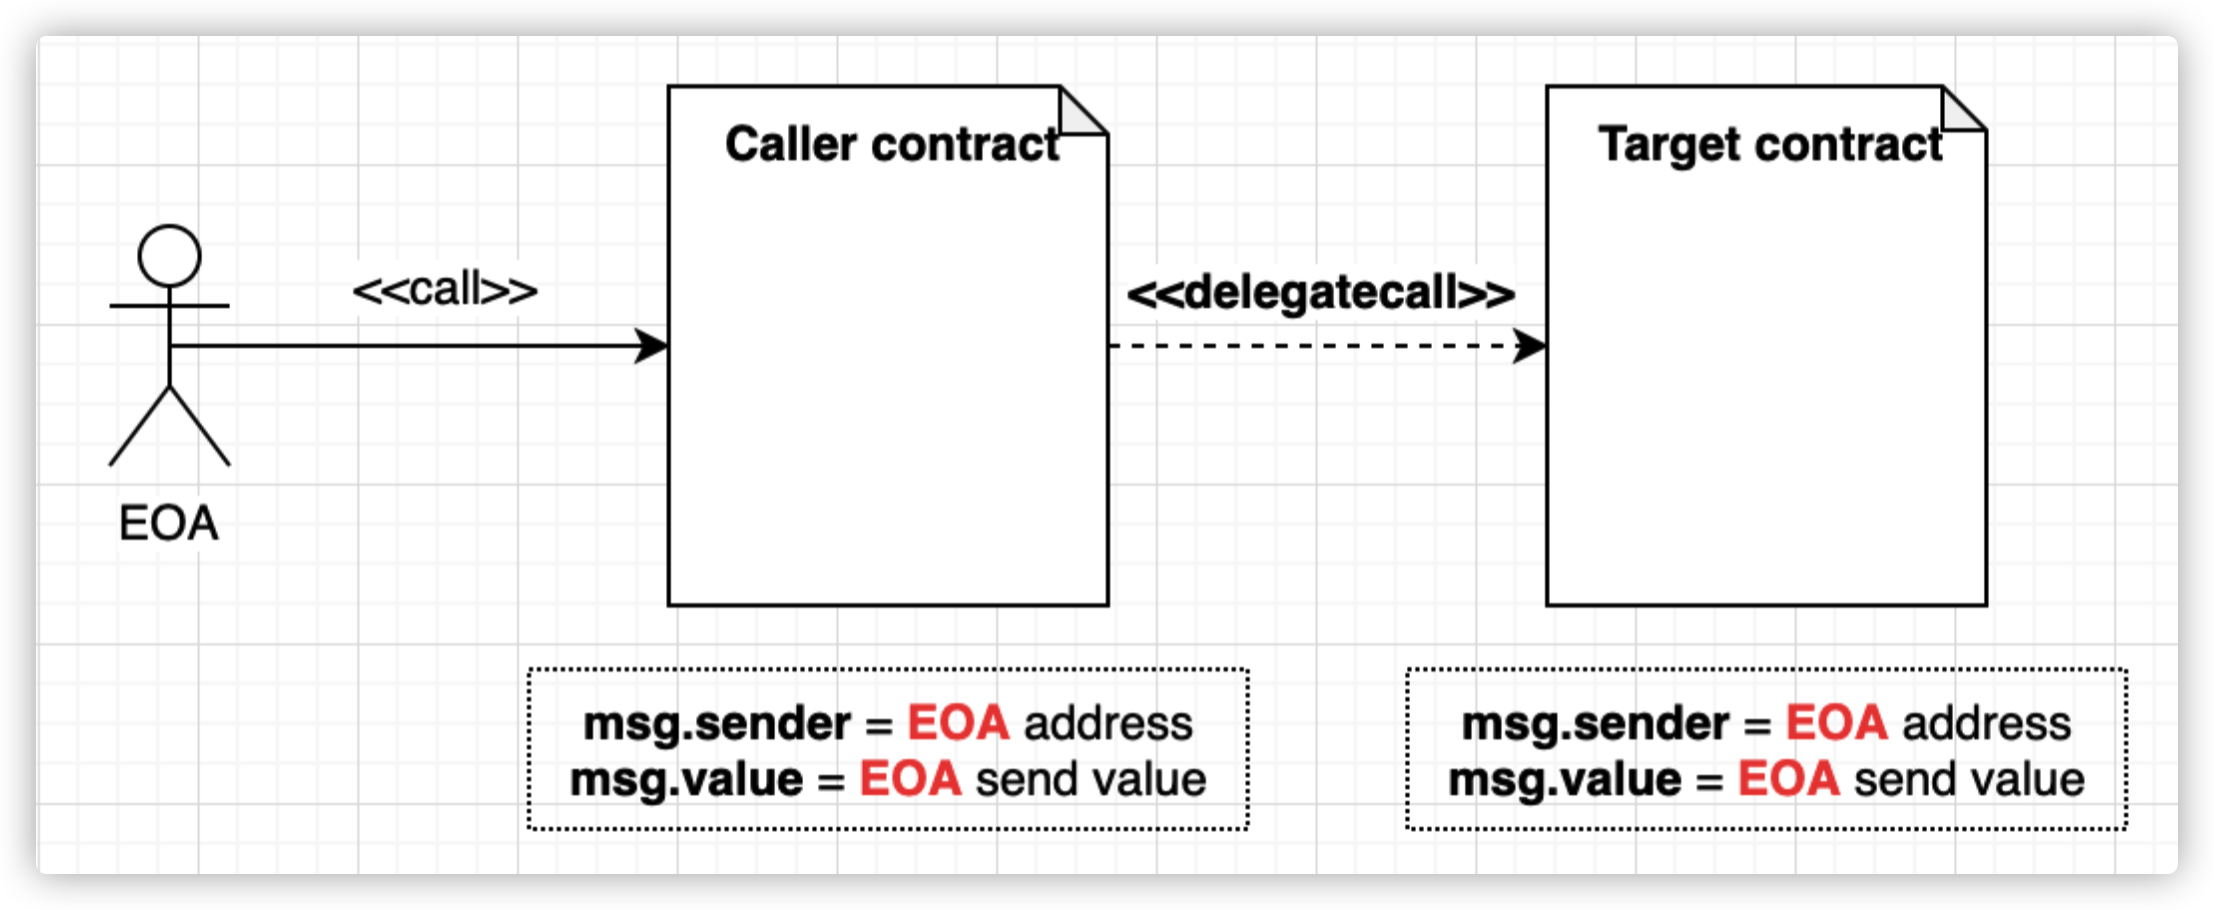 Caller contract
Target contract
<<call>>
<<delegatecall>>
EOA
msg.sender = EOA address
msg.value = EOA send value
msg.sender = EOA address
msg.value = EOA send value